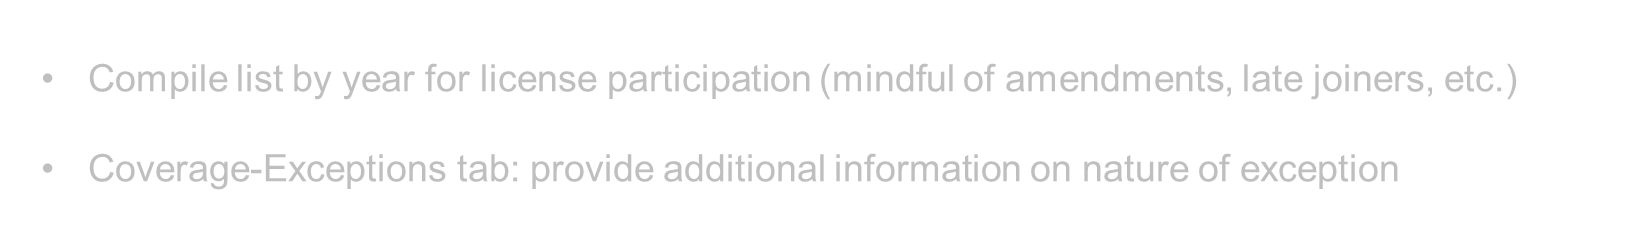 • Compile list by year for license participation (mindful of amendments, late joiners, etc.)
• Coverage-Exceptions tab: provide additional information on nature of exception